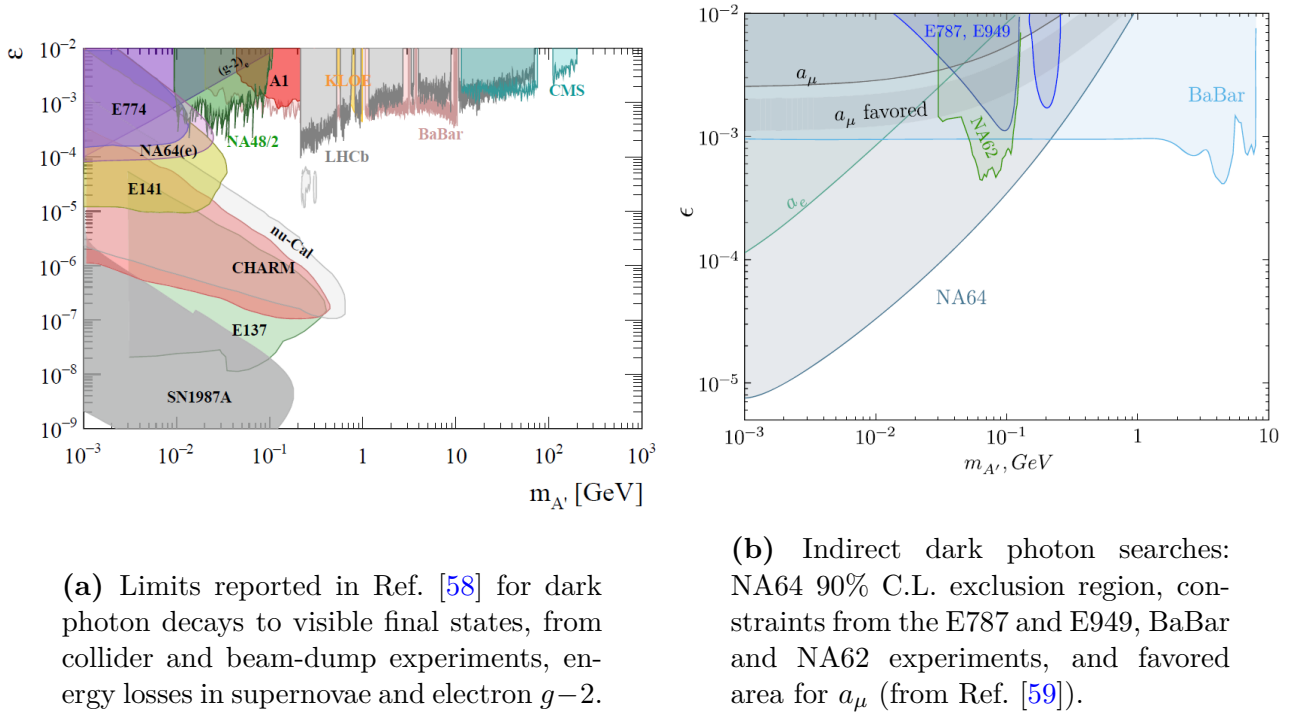 ε
10⁻²
10⁻³
10⁻⁴
10⁻⁵
10⁻⁶
10⁻⁷
10⁻⁸
10⁻⁹
(g-2)ₑ
A1
KLOE
CMS
E774
NA48/2
BaBar
NA64(e)
LHCb
E141
nu-Cal
CHARM
E137
SN1987A
10⁻³ 10⁻² 10⁻¹ 1 10 10² 10³
m_A' [GeV]
ϵ
10⁻²
10⁻³
10⁻⁴
10⁻⁵
E787, E949
a_μ
BaBar
a_μ favored
NA62
a_e
NA64
10⁻³ 10⁻² 10⁻¹ 1 10
m_A', GeV
(a) Limits reported in Ref. [58] for dark
photon decays to visible final states, from
collider and beam-dump experiments, en-
ergy losses in supernovae and electron g−2.
(b) Indirect dark photon searches:
NA64 90% C.L. exclusion region, con-
straints from the E787 and E949, BaBar
and NA62 experiments, and favored
area for a_μ (from Ref. [59]).